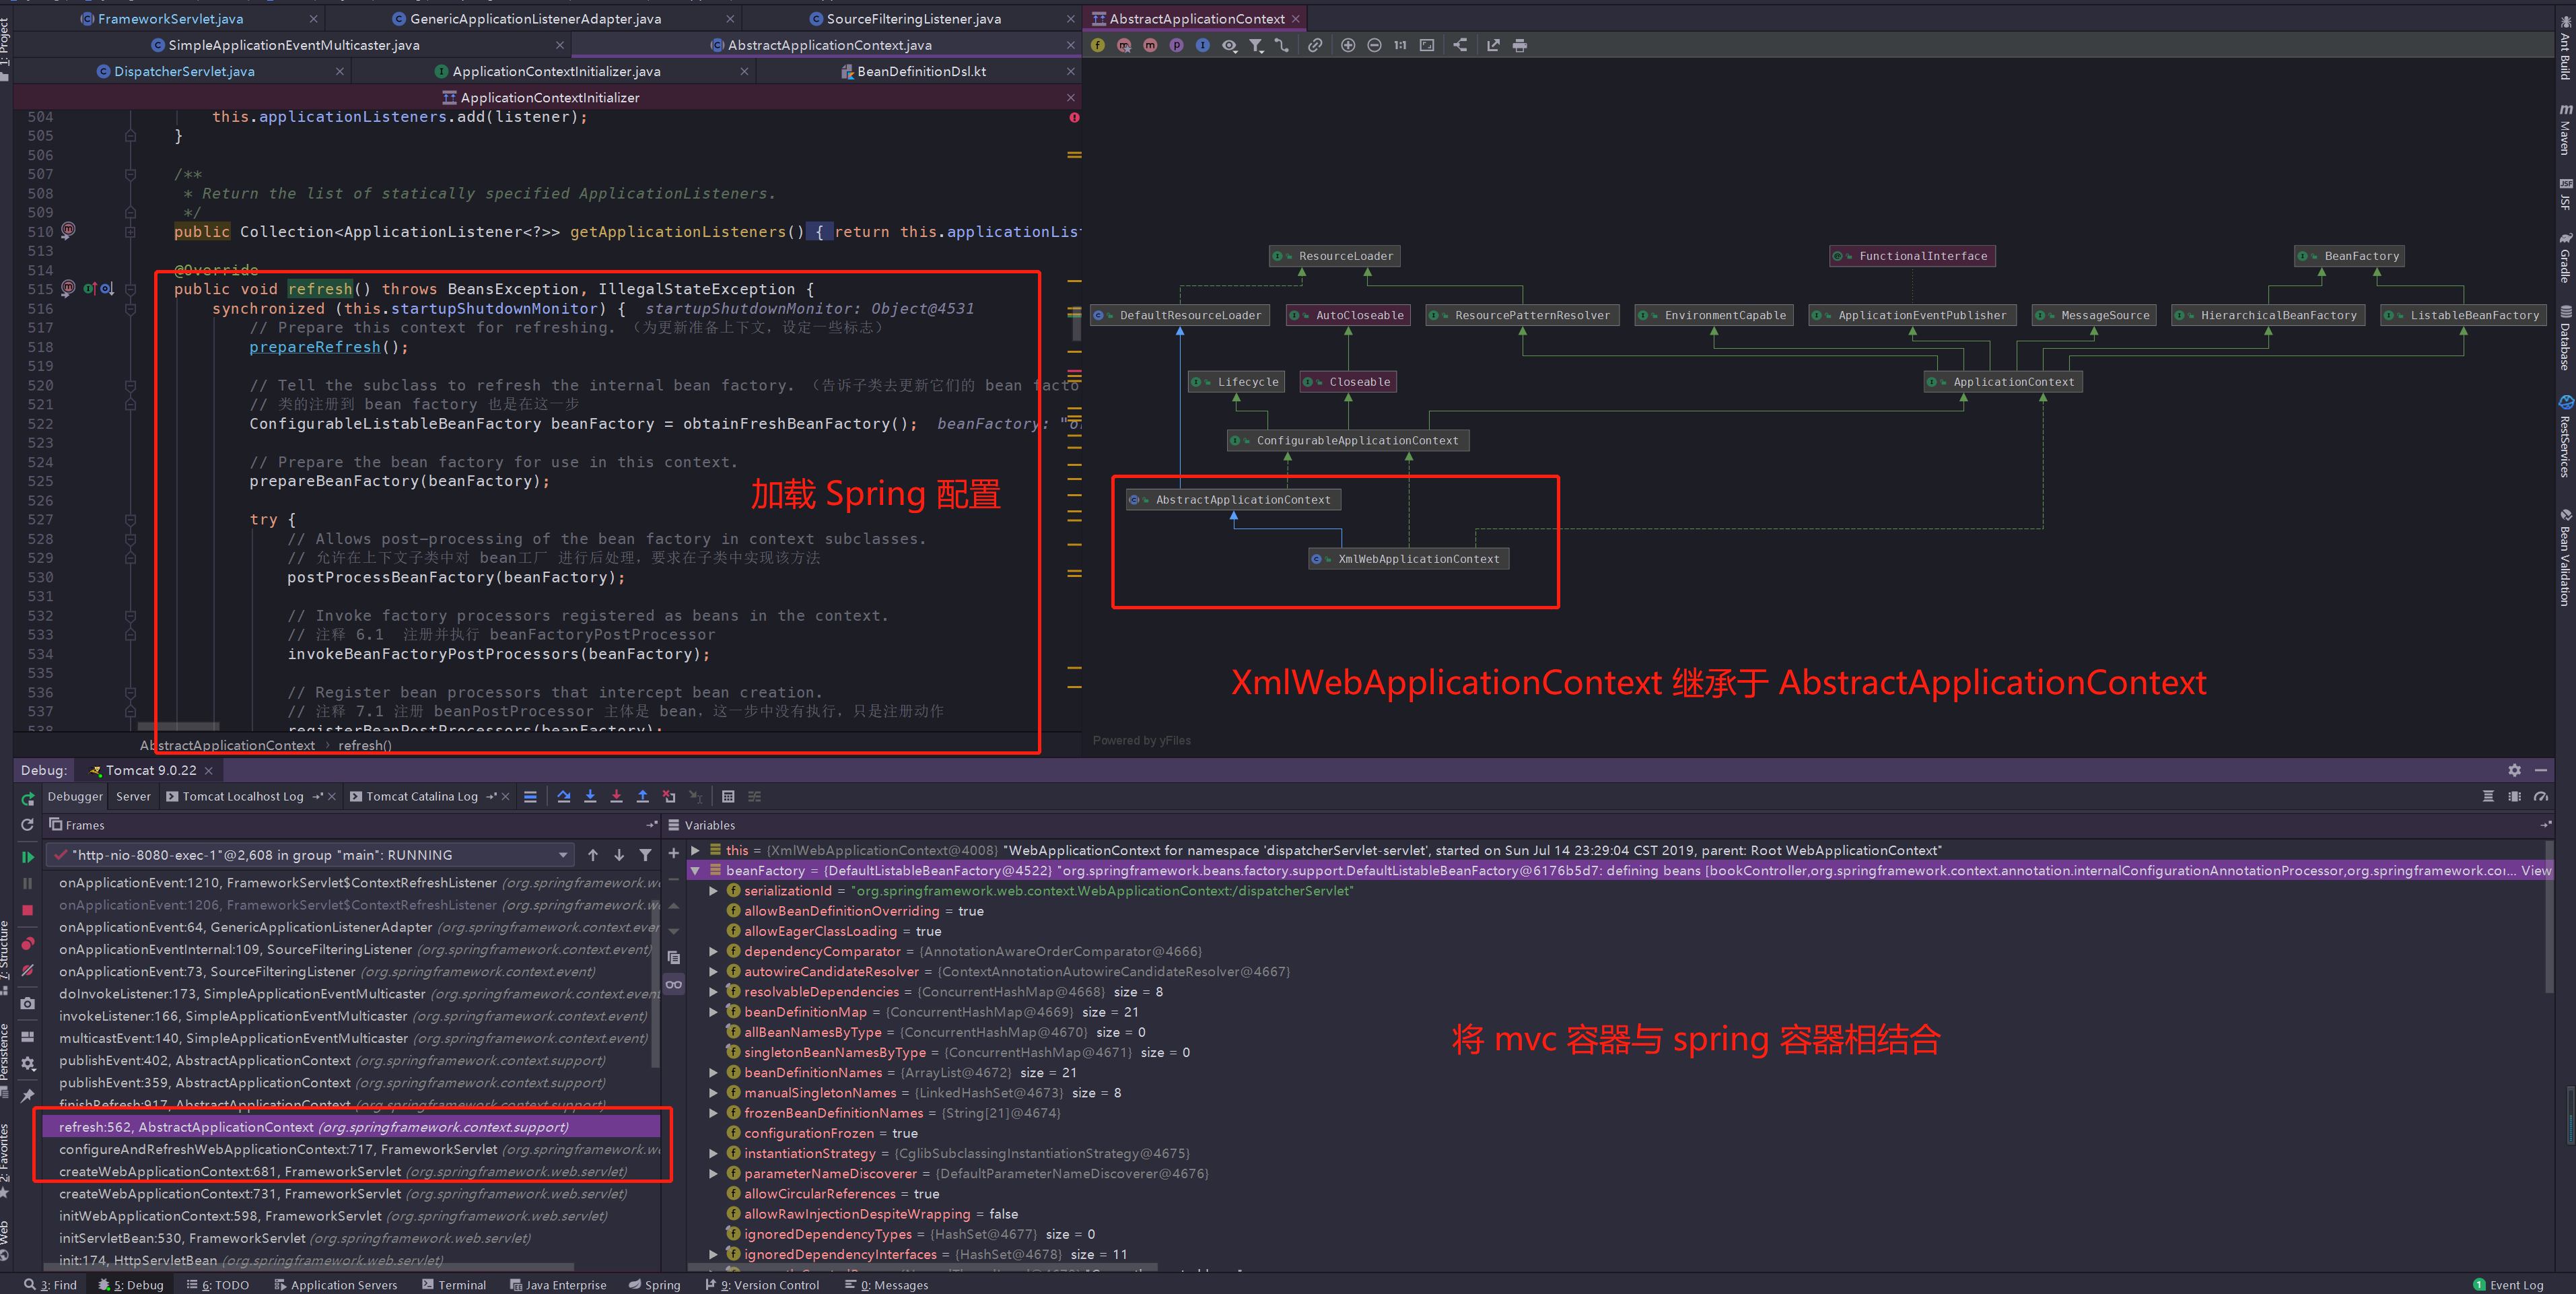 FrameworkServlet.java
GenericApplicationListenerAdapter.java
SourceFilteringListener.java
AbstractApplicationContext
SimpleApplicationEventMulticaster.java
AbstractApplicationContext.java
DispatcherServlet.java
ApplicationContextInitializer.java
BeanDefinitionDsl.kt
ApplicationContextInitializer
504 this.applicationListeners.add(listener);
505 }
506
507 /**
508 * Return the list of statically specified ApplicationListeners.
509 */
510 public Collection<ApplicationListener<?>> getApplicationListeners() { return this.applicationList
513
514 @Override
515 public void refresh() throws BeansException, IllegalStateException {
516 synchronized (this.startupShutdownMonitor) { startupShutdownMonitor: Object@4531
517 // Prepare this context for refreshing. （为更新准备上下文，设定一些标志）
518 prepareRefresh();
519
520 // Tell the subclass to refresh the internal bean factory. （告诉子类去更新它们的 bean facto
521 // 类的注册到 bean factory 也是在这一步
522 ConfigurableListableBeanFactory beanFactory = obtainFreshBeanFactory(); beanFactory: "o
523
524 // Prepare the bean factory for use in this context.
525 prepareBeanFactory(beanFactory);
526
527 try {
528 // Allows post-processing of the bean factory in context subclasses.
529 // 允许在上下文子类中对 bean工厂 进行后处理，要求在子类中实现该方法
530 postProcessBeanFactory(beanFactory);
531
532 // Invoke factory processors registered as beans in the context.
533 // 注释 6.1 注册并执行 beanFactoryPostProcessor
534 invokeBeanFactoryPostProcessors(beanFactory);
535
536 // Register bean processors that intercept bean creation.
537 // 注释 7.1 注册 beanPostProcessor 主体是 bean，这一步中没有执行，只是注册动作
538 registerBeanPostProcessors(beanFactory);
AbstractApplicationContext › refresh()
加载 Spring 配置
ResourceLoader
FunctionalInterface
BeanFactory
DefaultResourceLoader
AutoCloseable
ResourcePatternResolver
EnvironmentCapable
ApplicationEventPublisher
MessageSource
HierarchicalBeanFactory
ListableBeanFactory
Lifecycle
Closeable
ApplicationContext
ConfigurableApplicationContext
AbstractApplicationContext
XmlWebApplicationContext
XmlWebApplicationContext 继承于 AbstractApplicationContext
Powered by yFiles
1: Project
Ant Build
Maven
JSF
Gradle
Database
RestServices
Bean Validation
Debug: Tomcat 9.0.22
Debugger Server Tomcat Localhost Log Tomcat Catalina Log
Frames
Variables
"http-nio-8080-exec-1"@2,608 in group "main": RUNNING
onApplicationEvent:1210, FrameworkServlet$ContextRefreshListener (org.springframework.we
onApplicationEvent:1206, FrameworkServlet$ContextRefreshListener (org.springframework.we
onApplicationEvent:64, GenericApplicationListenerAdapter (org.springframework.context.ever
onApplicationEventInternal:109, SourceFilteringListener (org.springframework.context.event)
onApplicationEvent:73, SourceFilteringListener (org.springframework.context.event)
doInvokeListener:173, SimpleApplicationEventMulticaster (org.springframework.context.event
invokeListener:166, SimpleApplicationEventMulticaster (org.springframework.context.event)
multicastEvent:140, SimpleApplicationEventMulticaster (org.springframework.context.event)
publishEvent:402, AbstractApplicationContext (org.springframework.context.support)
publishEvent:359, AbstractApplicationContext (org.springframework.context.support)
finishRefresh:917, AbstractApplicationContext (org.springframework.context.support)
refresh:562, AbstractApplicationContext (org.springframework.context.support)
configureAndRefreshWebApplicationContext:717, FrameworkServlet (org.springframework.we
createWebApplicationContext:681, FrameworkServlet (org.springframework.web.servlet)
createWebApplicationContext:731, FrameworkServlet (org.springframework.web.servlet)
initWebApplicationContext:598, FrameworkServlet (org.springframework.web.servlet)
initServletBean:530, FrameworkServlet (org.springframework.web.servlet)
init:174, HttpServletBean (org.springframework.web.servlet)
this = {XmlWebApplicationContext@4008} "WebApplicationContext for namespace 'dispatcherServlet-servlet', started on Sun Jul 14 23:29:04 CST 2019, parent: Root WebApplicationContext"
beanFactory = {DefaultListableBeanFactory@4522} "org.springframework.beans.factory.support.DefaultListableBeanFactory@6176b5d7: defining beans [bookController,org.springframework.context.annotation.internalConfigurationAnnotationProcessor,org.springframework.cor... View
serializationId = "org.springframework.web.context.WebApplicationContext:/dispatcherServlet"
allowBeanDefinitionOverriding = true
allowEagerClassLoading = true
dependencyComparator = {AnnotationAwareOrderComparator@4666}
autowireCandidateResolver = {ContextAnnotationAutowireCandidateResolver@4667}
resolvableDependencies = {ConcurrentHashMap@4668} size = 8
beanDefinitionMap = {ConcurrentHashMap@4669} size = 21
allBeanNamesByType = {ConcurrentHashMap@4670} size = 0
singletonBeanNamesByType = {ConcurrentHashMap@4671} size = 0
beanDefinitionNames = {ArrayList@4672} size = 21
manualSingletonNames = {LinkedHashSet@4673} size = 8
frozenBeanDefinitionNames = {String[21]@4674}
configurationFrozen = true
instantiationStrategy = {CglibSubclassingInstantiationStrategy@4675}
parameterNameDiscoverer = {DefaultParameterNameDiscoverer@4676}
allowCircularReferences = true
allowRawInjectionDespiteWrapping = false
ignoredDependencyTypes = {HashSet@4677} size = 0
ignoredDependencyInterfaces = {HashSet@4678} size = 11
将 mvc 容器与 spring 容器相结合
7: Structure
Persistence
2: Favorites
Web
3: Find 5: Debug 6: TODO Application Servers Terminal Java Enterprise Spring 9: Version Control 0: Messages
1 Event Log